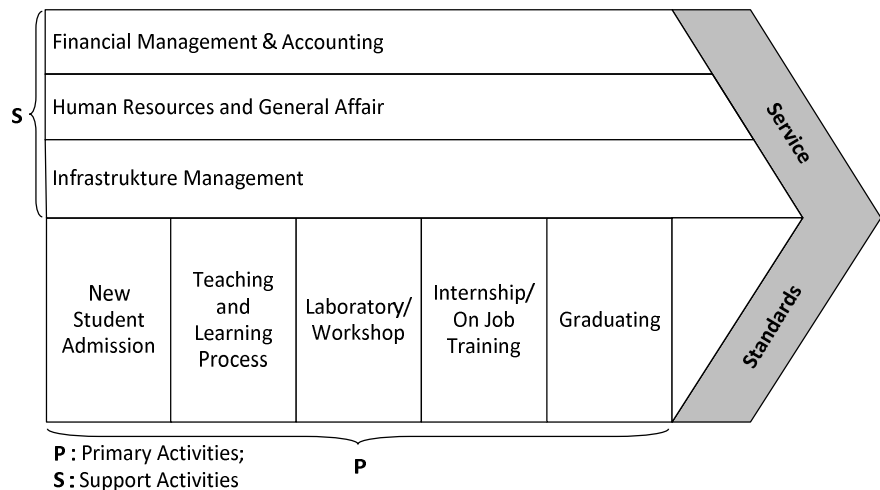 Financial Management & Accounting
S
Human Resources and General Affair
Infrastrukture Management
Service
Standards
New
Student
Admission
Teaching
and
Learning
Process
Laboratory/
Workshop
Internship/
On Job
Training
Graduating
P : Primary Activities;
P
S : Support Activities